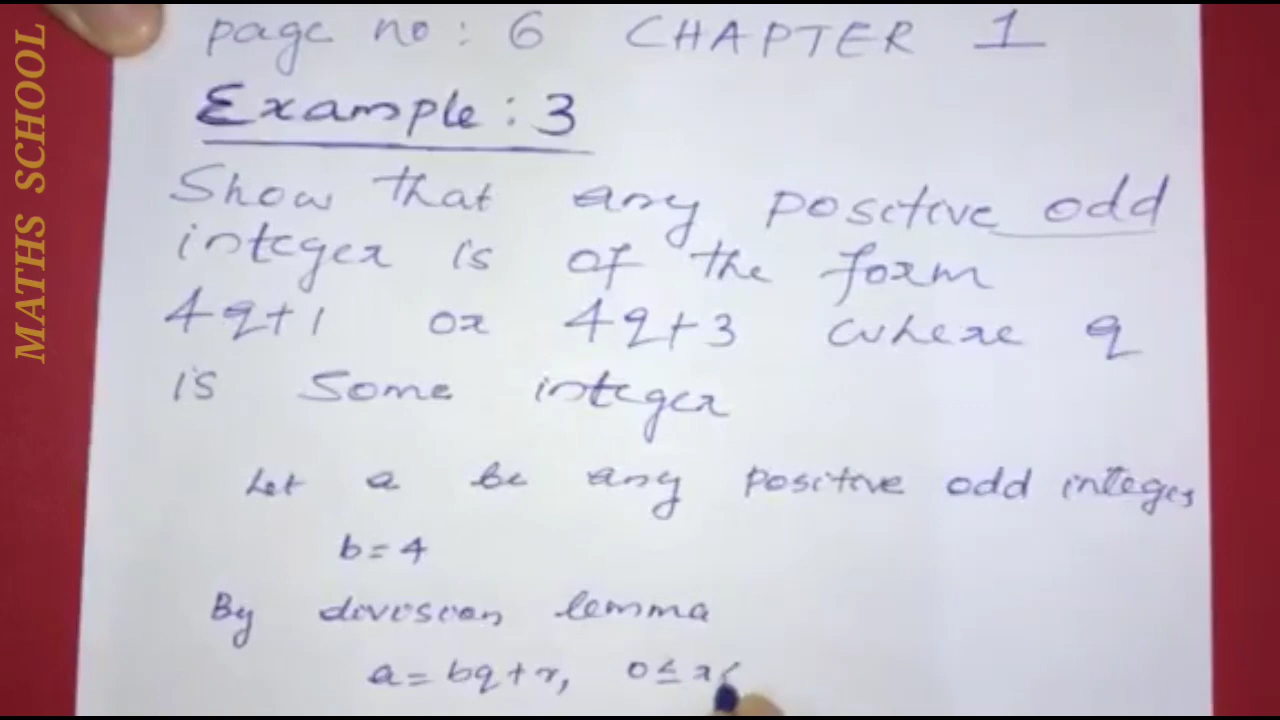 MATHS SCHOOL
page no: 6 CHAPTER 1
Example: 3
Show that any positive odd
integer is of the form
4q+1 or 4q+3 where q
is some integer
Let a be any positive odd integer
b=4
By division lemma
a=bq+r, 0≤r<